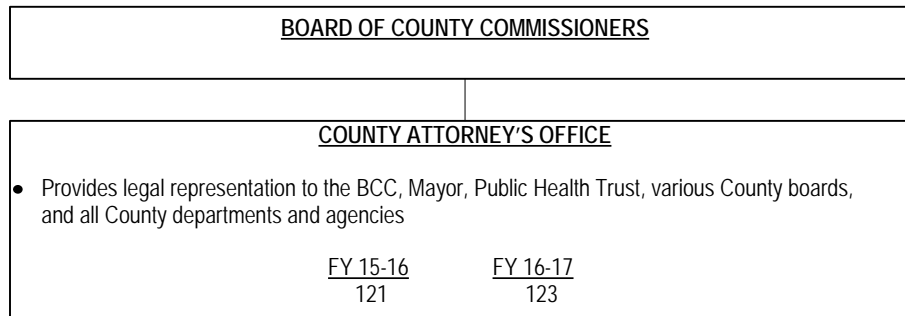 BOARD OF COUNTY COMMISSIONERS
COUNTY ATTORNEY'S OFFICE
● Provides legal representation to the BCC, Mayor, Public Health Trust, various County boards,
and all County departments and agencies
FY 15-16 FY 16-17
121 123